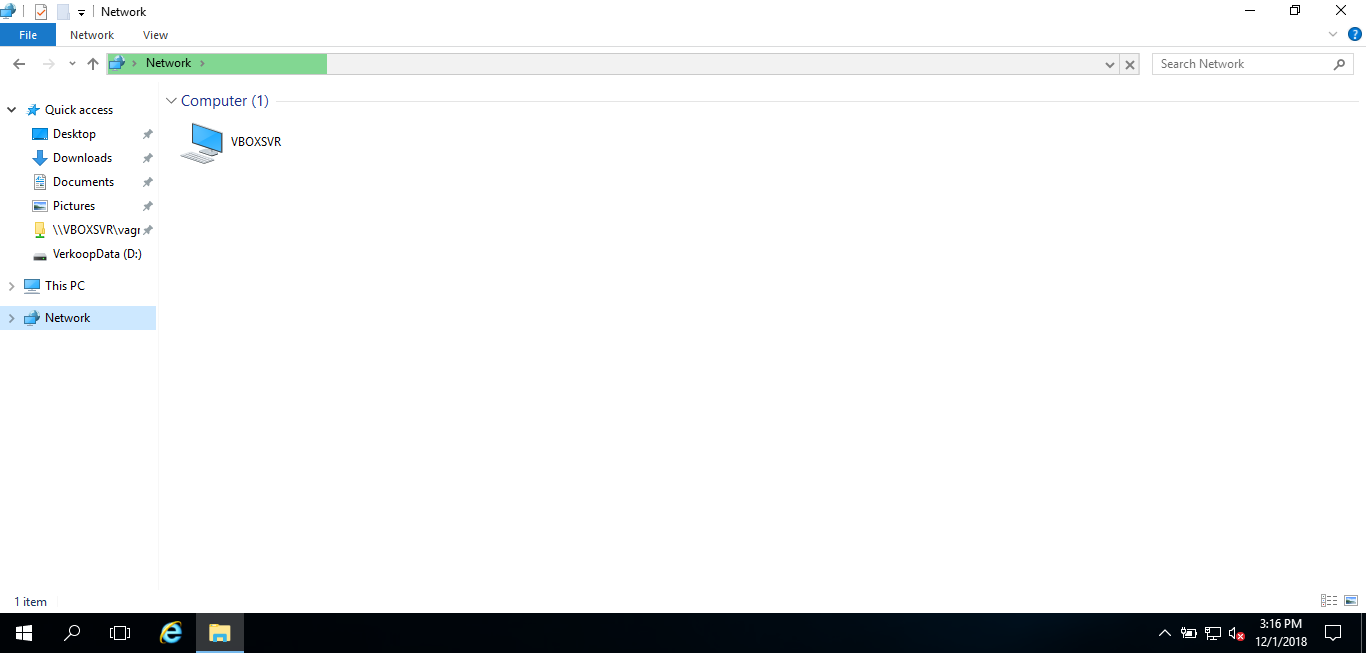 Network
File Network View
Network
Search Network
Quick access
Desktop
Downloads
Documents
Pictures
\\VBOXSVR\vagr
VerkoopData (D:)
This PC
Network
Computer (1)
VBOXSVR
1 item
3:16 PM
12/1/2018